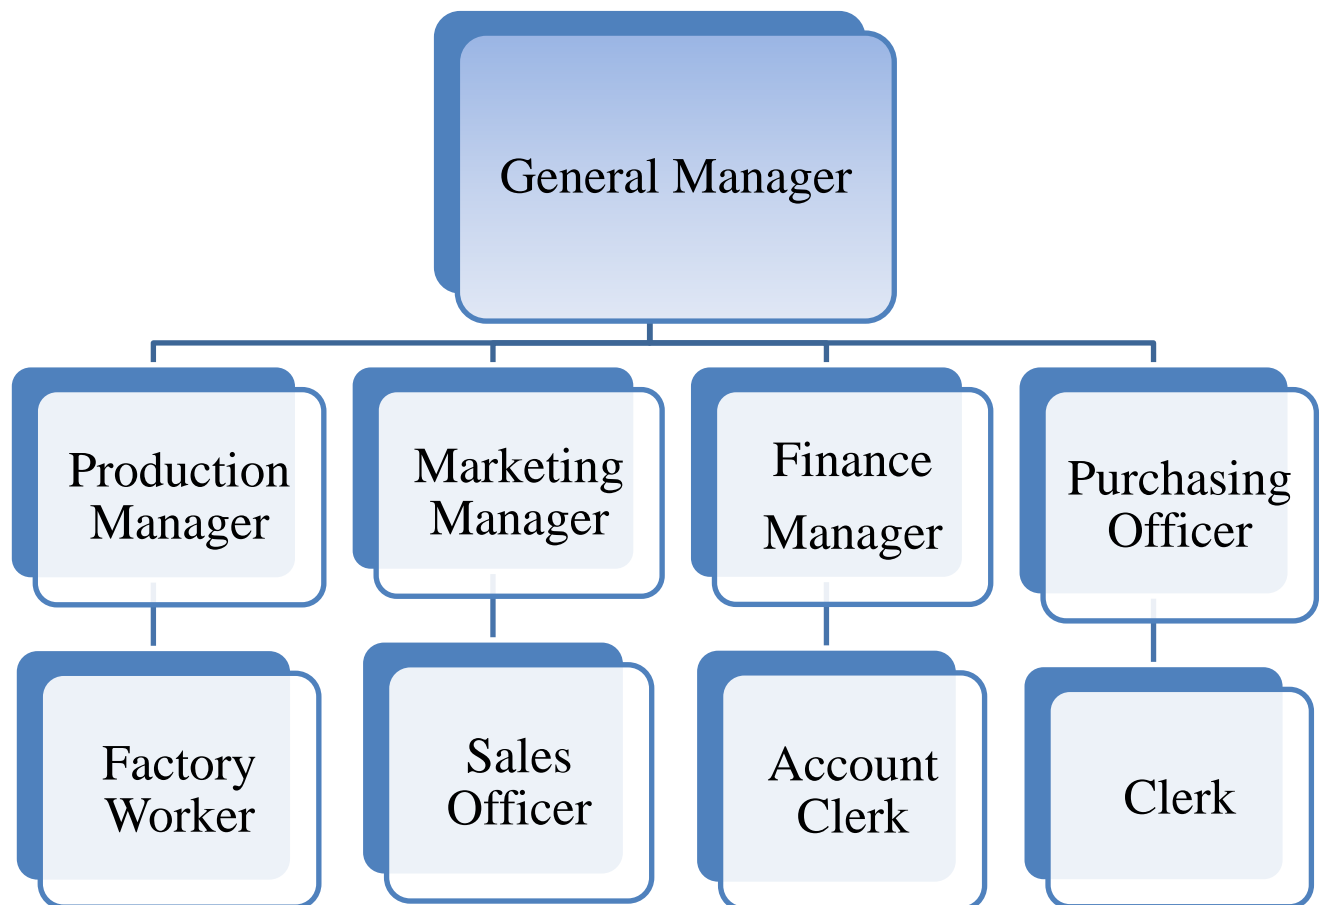 General Manager
Production
Manager
Marketing
Manager
Finance
Manager
Purchasing
Officer
Factory
Worker
Sales
Officer
Account
Clerk
Clerk